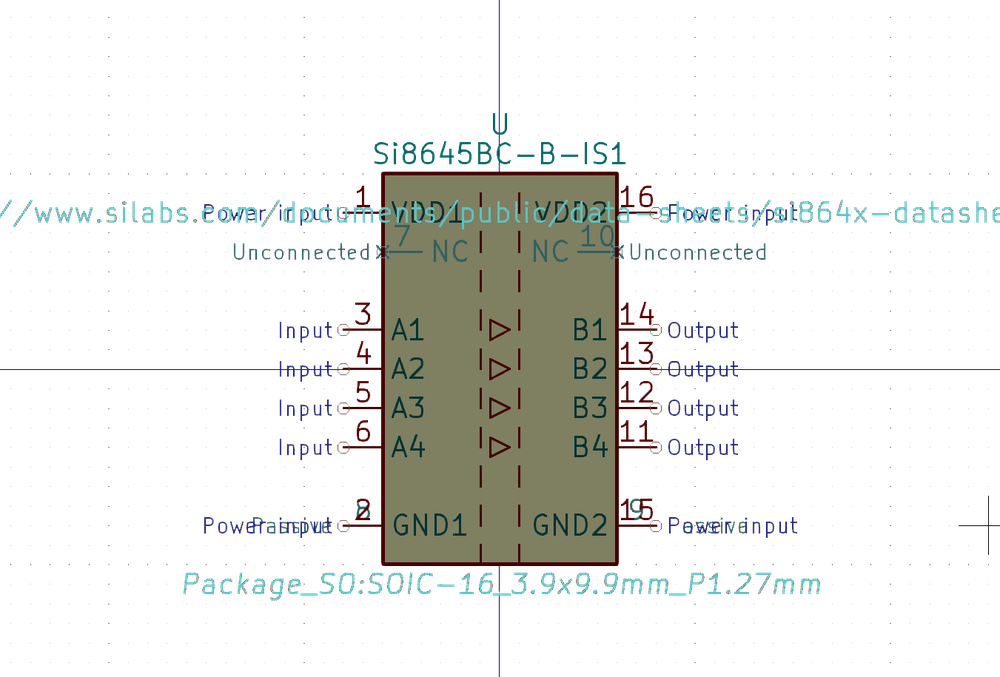 U
Si8645BC-B-IS1
1 16
//www.silabs.com/documents/public/data-sheets/si864x-datashe
Power input VDD1 VDD2 Power input
7 10
Unconnected NC NC Unconnected
3 14
Input A1 B1 Output
4 13
Input A2 B2 Output
5 12
Input A3 B3 Output
6 11
Input A4 B4 Output
2 8 15 9
Power input Passive GND1 GND2 Power input Passive
Package_SO:SOIC-16_3.9x9.9mm_P1.27mm